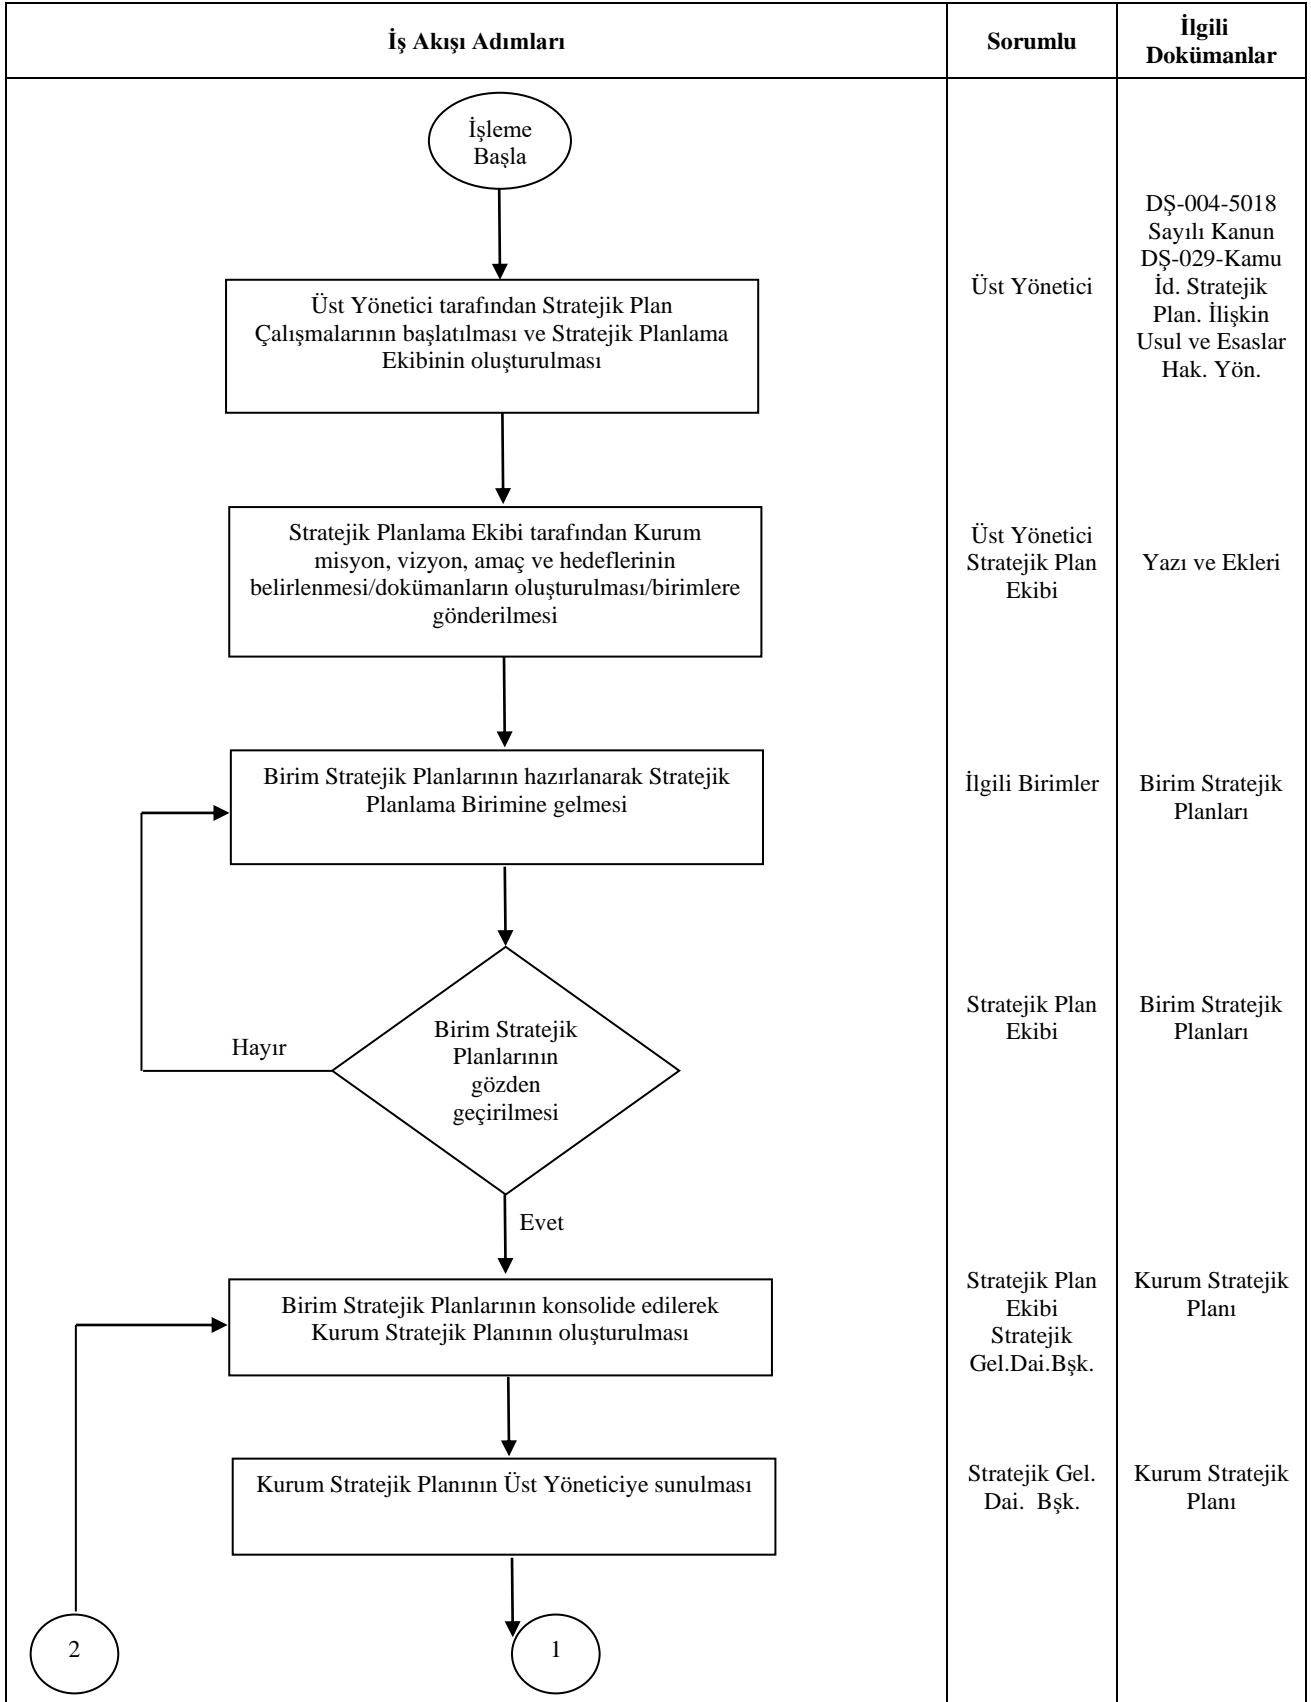 İş Akışı Adımları
Sorumlu
İlgili
Dokümanlar
İşleme
Başla
Üst Yönetici tarafından Stratejik Plan
Çalışmalarının başlatılması ve Stratejik Planlama
Ekibinin oluşturulması
Üst Yönetici
DŞ-004-5018
Sayılı Kanun
DŞ-029-Kamu
İd. Stratejik
Plan. İlişkin
Usul ve Esaslar
Hak. Yön.
Stratejik Planlama Ekibi tarafından Kurum
misyon, vizyon, amaç ve hedeflerinin
belirlenmesi/dokümanların oluşturulması/birimlere
gönderilmesi
Üst Yönetici
Stratejik Plan
Ekibi
Yazı ve Ekleri
Birim Stratejik Planlarının hazırlanarak Stratejik
Planlama Birimine gelmesi
İlgili Birimler
Birim Stratejik
Planları
Birim Stratejik
Planlarının
gözden
geçirilmesi
Hayır
Evet
Stratejik Plan
Ekibi
Birim Stratejik
Planları
Birim Stratejik Planlarının konsolide edilerek
Kurum Stratejik Planının oluşturulması
Stratejik Plan
Ekibi
Stratejik
Gel.Dai.Bşk.
Kurum Stratejik
Planı
Kurum Stratejik Planının Üst Yöneticiye sunulması
Stratejik Gel.
Dai. Bşk.
Kurum Stratejik
Planı
2
1